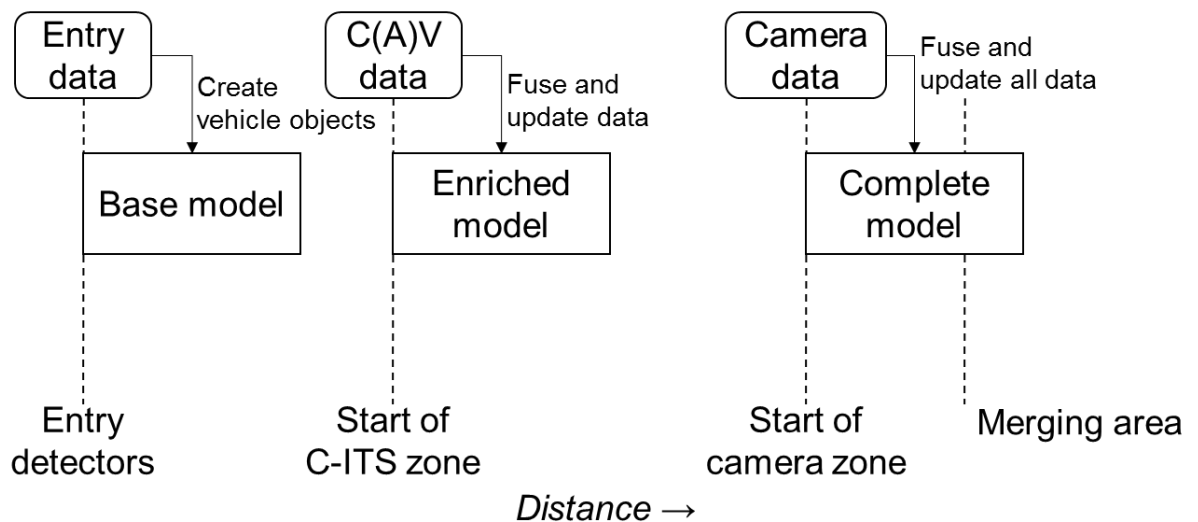 Entry
data
Create
vehicle objects
Base model
C(A)V
data
Fuse and
update data
Enriched
model
Camera
data
Fuse and
update all data
Complete
model
Entry
detectors
Start of
C-ITS zone
Start of
camera zone
Merging area
Distance →